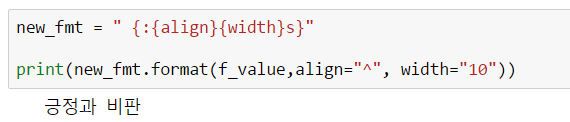 new_fmt = " {:{align}{width}s}"
print(new_fmt.format(f_value,align="^", width="10"))
긍정과 비판